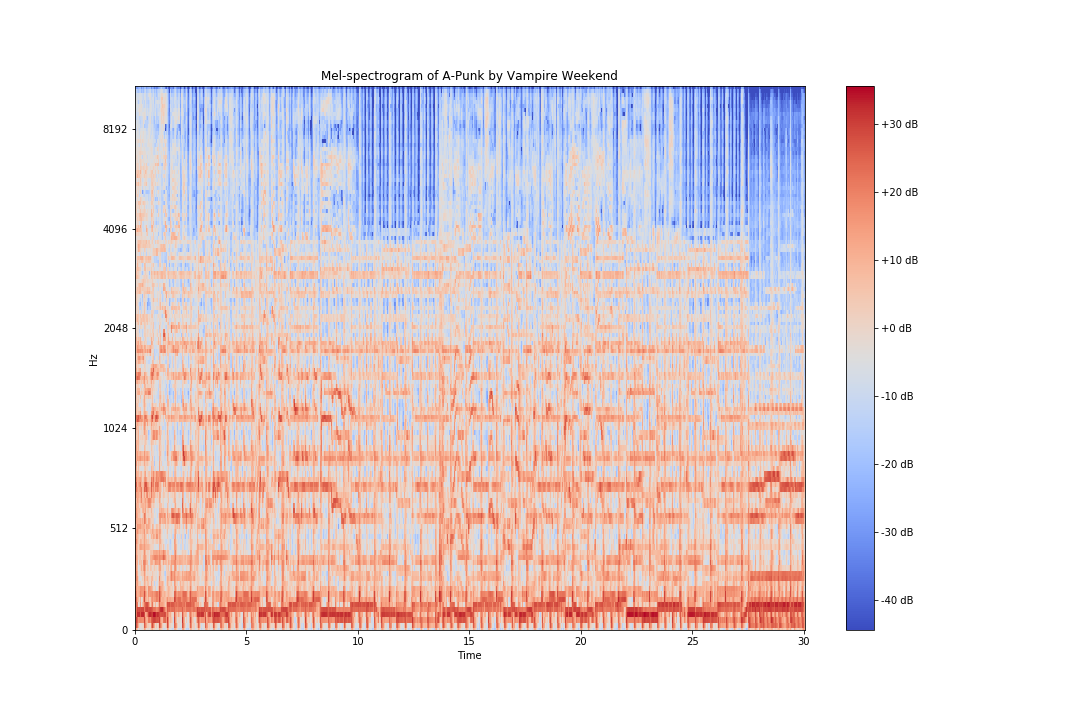 Mel-spectrogram of A-Punk by Vampire Weekend
8192
4096
2048
1024
512
0
Hz
0 5 10 15 20 25 30
Time
+30 dB
+20 dB
+10 dB
+0 dB
-10 dB
-20 dB
-30 dB
-40 dB